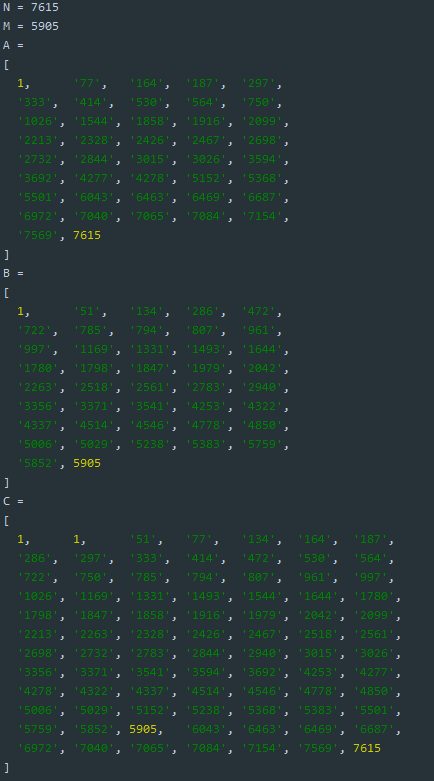 N = 7615
M = 5905
A =
[
1, '77', '164', '187', '297',
'333', '414', '530', '564', '750',
'1026', '1544', '1858', '1916', '2099',
'2213', '2328', '2426', '2467', '2698',
'2732', '2844', '3015', '3026', '3594',
'3692', '4277', '4278', '5152', '5368',
'5501', '6043', '6463', '6469', '6687',
'6972', '7040', '7065', '7084', '7154',
'7569', 7615
]
B =
[
1, '51', '134', '286', '472',
'722', '785', '794', '807', '961',
'997', '1169', '1331', '1493', '1644',
'1780', '1798', '1847', '1979', '2042',
'2263', '2518', '2561', '2783', '2940',
'3356', '3371', '3541', '4253', '4322',
'4337', '4514', '4546', '4778', '4850',
'5006', '5029', '5238', '5383', '5759',
'5852', 5905
]
C =
[
1, 1, '51', '77', '134', '164', '187',
'286', '297', '333', '414', '472', '530', '564',
'722', '750', '785', '794', '807', '961', '997',
'1026', '1169', '1331', '1493', '1544', '1644', '1780',
'1798', '1847', '1858', '1916', '1979', '2042', '2099',
'2213', '2263', '2328', '2426', '2467', '2518', '2561',
'2698', '2732', '2783', '2844', '2940', '3015', '3026',
'3356', '3371', '3541', '3594', '3692', '4253', '4277',
'4278', '4322', '4337', '4514', '4546', '4778', '4850',
'5006', '5029', '5152', '5238', '5368', '5383', '5501',
'5759', '5852', 5905, '6043', '6463', '6469', '6687',
'6972', '7040', '7065', '7084', '7154', '7569', 7615
]